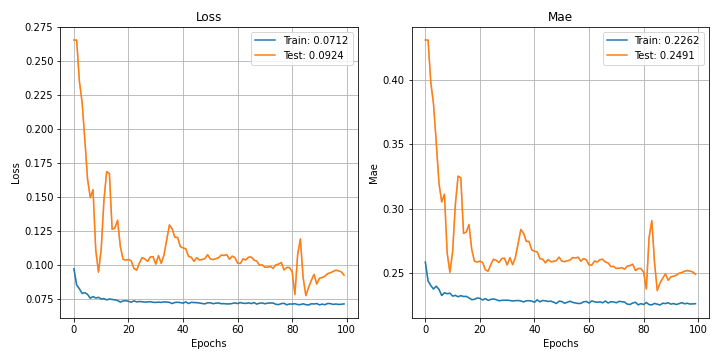 Loss
Train: 0.0712
Test: 0.0924
0.275
0.250
0.225
0.200
0.175
0.150
0.125
0.100
0.075
Loss
0
20
40
60
80
100
Epochs
Mae
Train: 0.2262
Test: 0.2491
0.40
0.35
0.30
0.25
Mae
0
20
40
60
80
100
Epochs